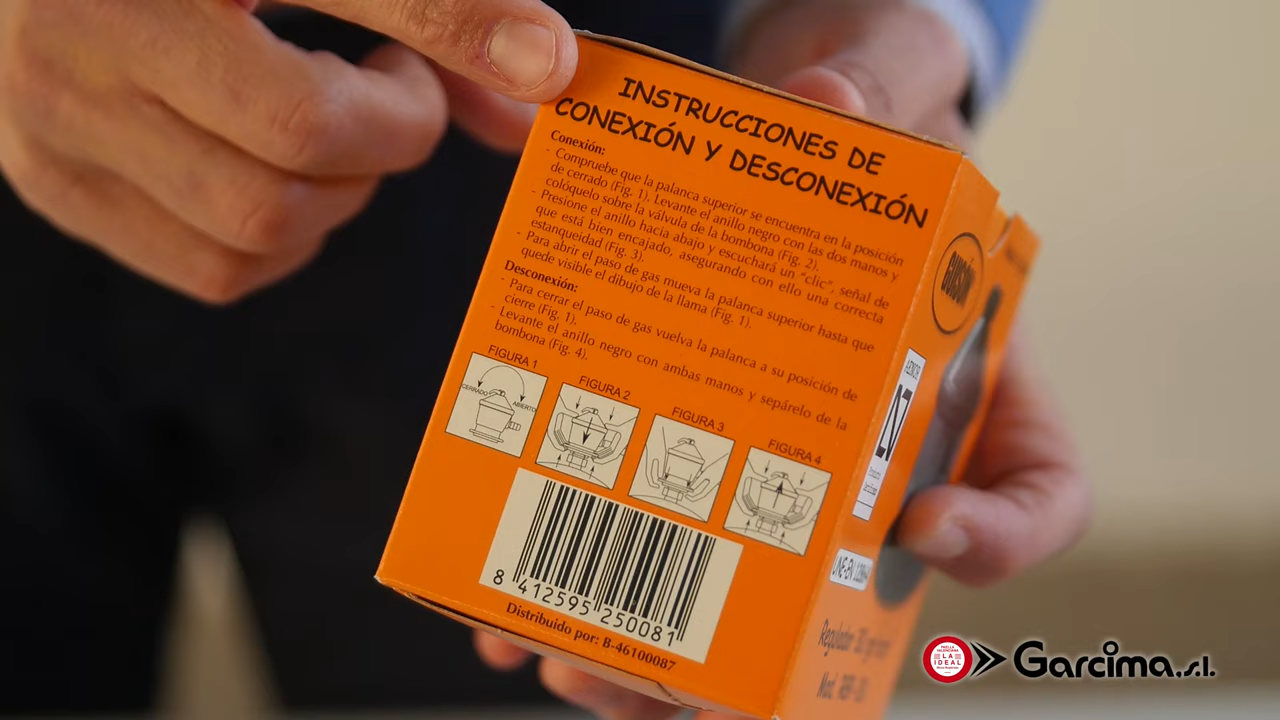 INSTRUCCIONES DE
CONEXIÓN Y DESCONEXIÓN
Conexión:
- Compruebe que la palanca superior se encuentra en la posición
de cerrado (Fig. 1). Levante el anillo negro con las dos manos y
colóquelo sobre la válvula de la bombona (Fig. 2).
- Presione el anillo hacia abajo y escuchará un "clic", señal de
que está bien encajado, asegurando con ello una correcta
estanqueidad (Fig. 3).
- Para abrir el paso de gas mueva la palanca superior hasta que
quede visible el dibujo de la llama (Fig. 1).
Desconexión:
- Para cerrar el paso de gas vuelva la palanca a su posición de
cierre (Fig. 1).
- Levante el anillo negro con ambas manos y sepárelo de la
bombona (Fig. 4).
FIGURA 1
FIGURA 2
FIGURA 3
FIGURA 4
CERRADO
ABIERTO
8 412595 250081
Distribuido por: B-46100087
AENOR
UNE-EN
Regulador
Mod.
LA
IDEAL
Garcima,s.l.